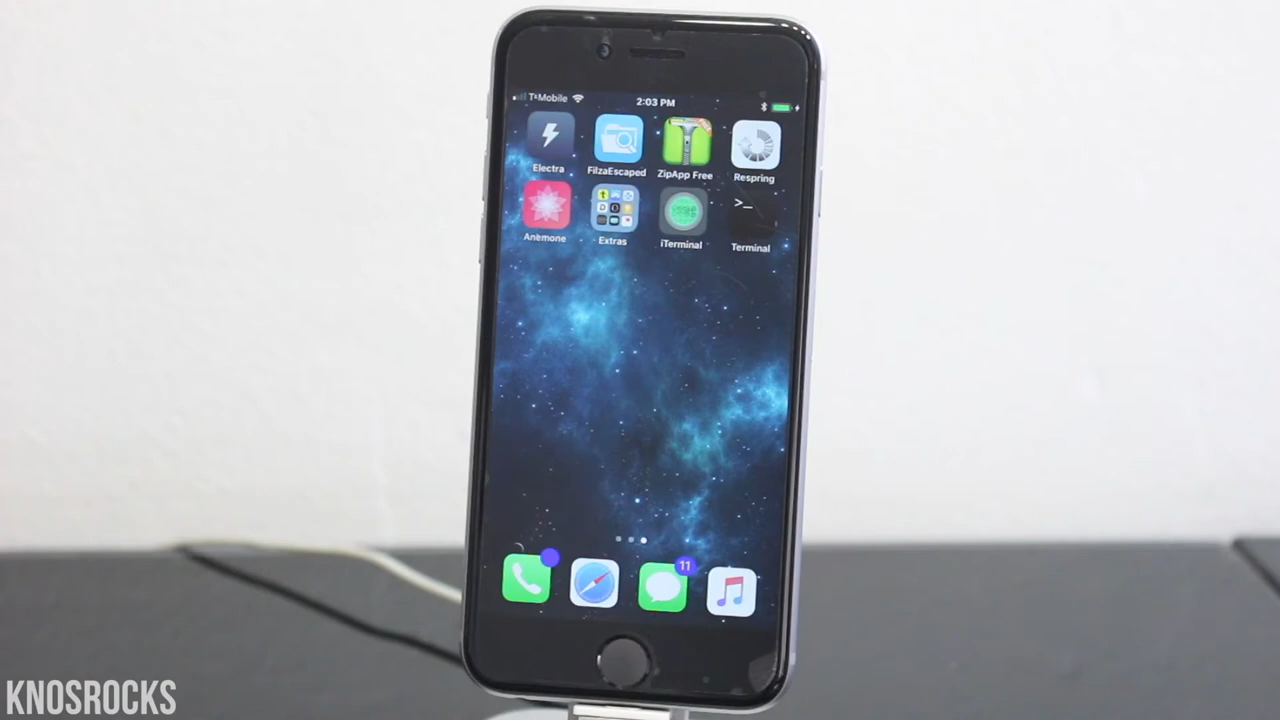 T-Mobile 2:03 PM
Electra FilzaEscaped ZipApp Free Respring
>_
Anemone Extras iTerminal Terminal
11
KNOSROCKS